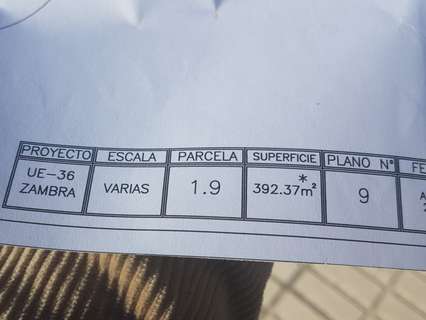 PROYECTO ESCALA PARCELA SUPERFICIE PLANO Nº
UE-36 ZAMBRA VARIAS 1.9 392.37m² * 9